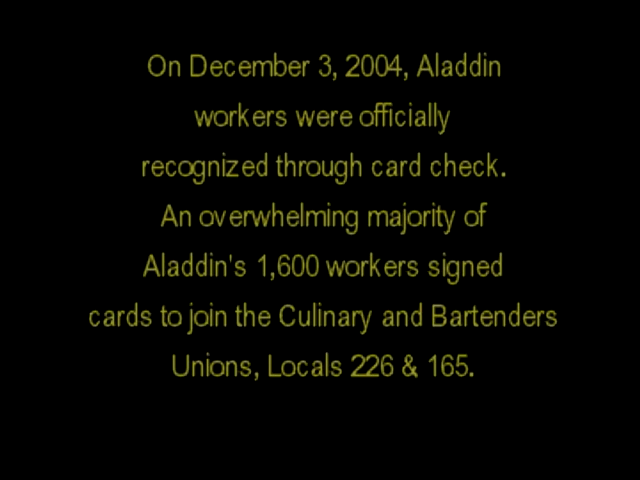 On December 3, 2004, Aladdin
workers were officially
recognized through card check.
An overwhelming majority of
Aladdin's 1,600 workers signed
cards to join the Culinary and Bartenders
Unions, Locals 226 & 165.